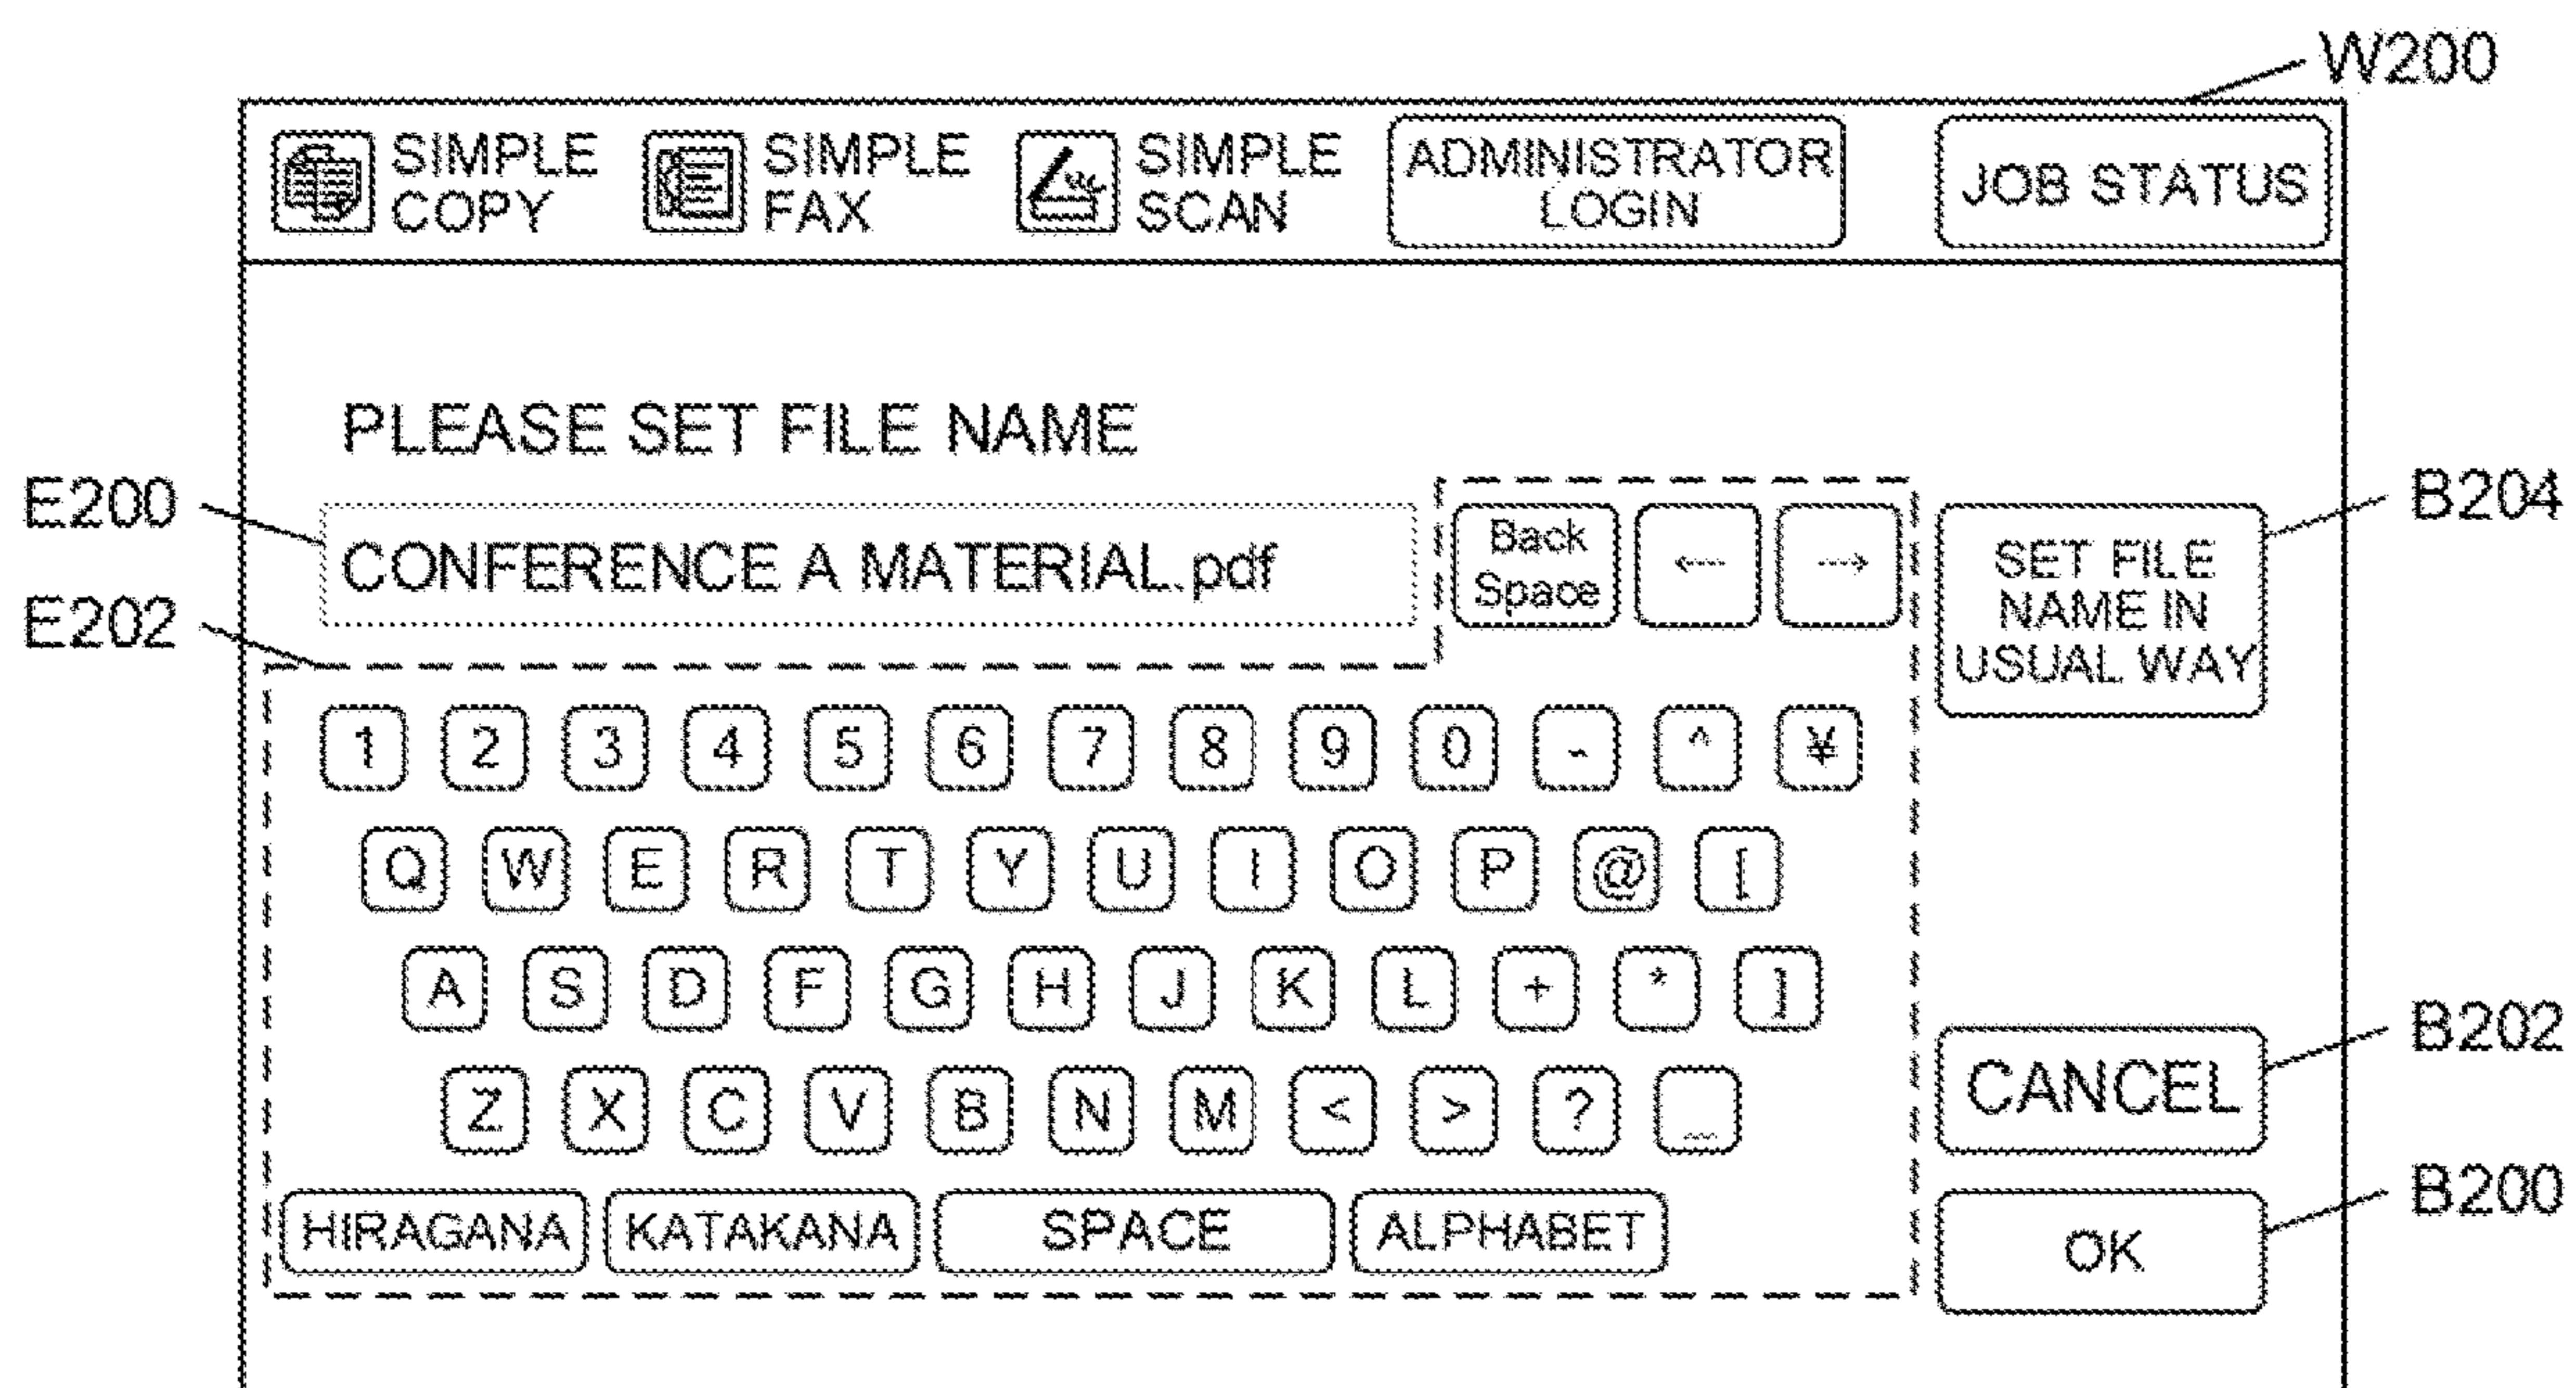 W200
SIMPLE COPY
SIMPLE FAX
SIMPLE SCAN
ADMINISTRATOR LOGIN
JOB STATUS
PLEASE SET FILE NAME
E200
CONFERENCE A MATERIAL.pdf
Back Space
←
→
SET FILE
NAME IN
USUAL WAY
B204
E202
1 2 3 4 5 6 7 8 9 0 - ^ ¥
Q W E R T Y U I O P @ [
A S D F G H J K L + * ]
Z X C V B N M < > ? _
HIRAGANA KATAKANA SPACE ALPHABET
CANCEL
B202
OK
B200